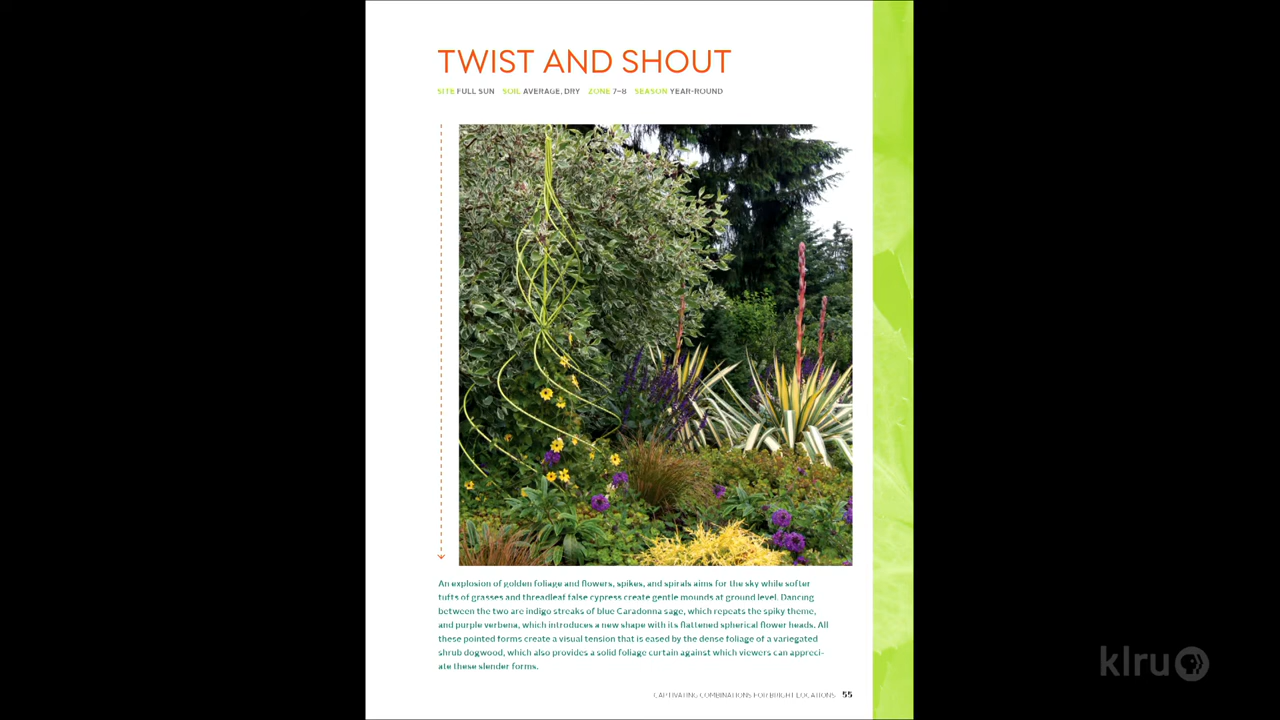 TWIST AND SHOUT
SITE FULL SUN SOIL AVERAGE, DRY ZONE 7–8 SEASON YEAR-ROUND
An explosion of golden foliage and flowers, spikes, and spirals aims for the sky while softer
tufts of grasses and threadleaf false cypress create gentle mounds at ground level. Dancing
between the two are indigo streaks of blue Caradonna sage, which repeats the spiky theme,
and purple verbena, which introduces a new shape with its flattened spherical flower heads. All
these pointed forms create a visual tension that is eased by the dense foliage of a variegated
shrub dogwood, which also provides a solid foliage curtain against which viewers can appreci-
ate these slender forms.
CAPTIVATING COMBINATIONS FOR BRIGHT LOCATIONS 55
klru PBS